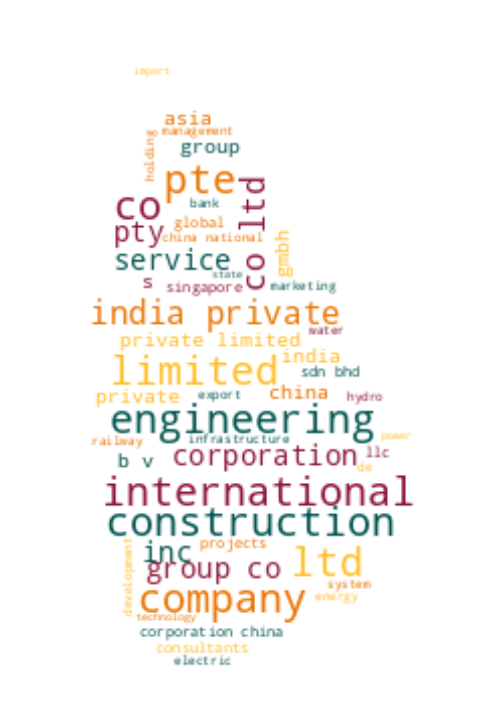 import
asia
management
holding
group
pte
bank
co
co ltd
global
pty
china national
gmbh
service
state
s
singapore
marketing
india private
water
private limited
india
limited
sdn bhd
private
export
china
hydro
engineering
railway
infrastructure
power
b v
corporation
llc
de
international
construction
inc
projects
development
group co
ltd
system
company
energy
technology
corporation china
consultants
electric